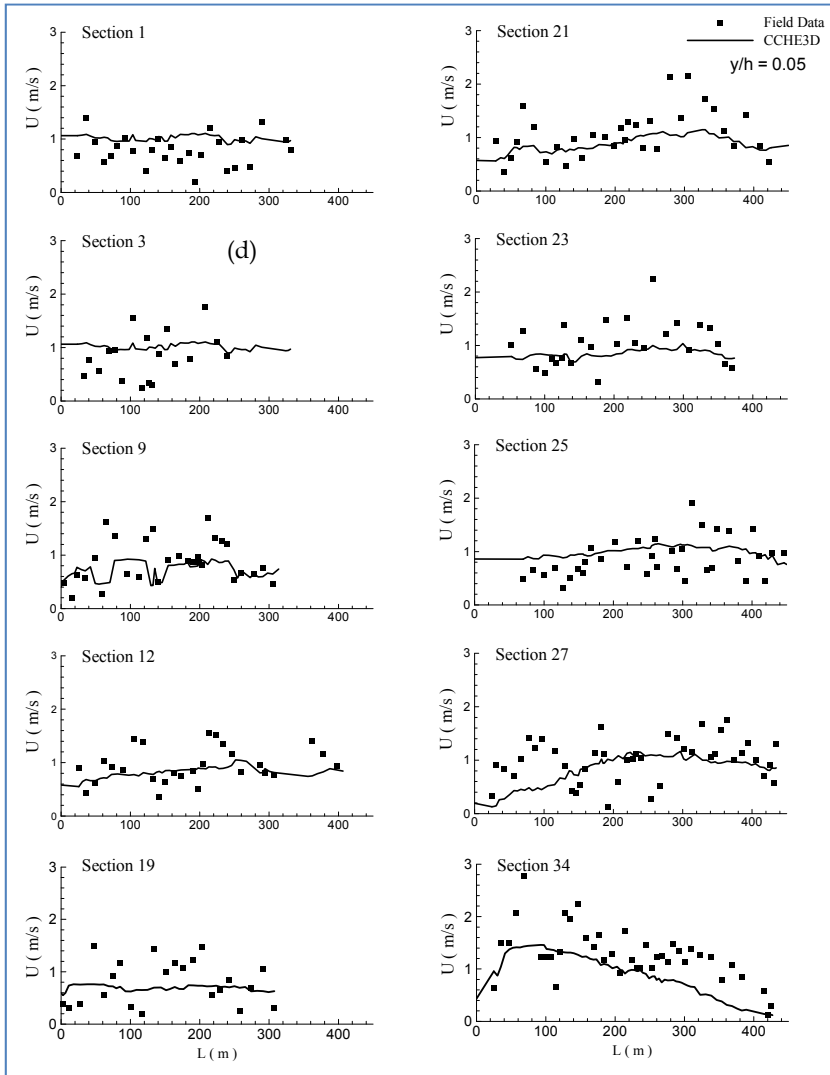 Section 1
U ( m/s )
3
2
1
0
0 100 200 300 400
Section 3
(d)
U ( m/s )
3
2
1
0
0 100 200 300 400
Section 9
U ( m/s )
3
2
1
0
0 100 200 300 400
Section 12
U ( m/s )
3
2
1
0
0 100 200 300 400
Section 19
U ( m/s )
3
2
1
0
0 100 200 300 400
L ( m )
Section 21
Field Data
CCHE3D
y/h = 0.05
U ( m/s )
3
2
1
0
0 100 200 300 400
Section 23
U ( m/s )
3
2
1
0
0 100 200 300 400
Section 25
U ( m/s )
3
2
1
0
0 100 200 300 400
Section 27
U ( m/s )
3
2
1
0
0 100 200 300 400
Section 34
U ( m/s )
3
2
1
0
0 100 200 300 400
L ( m )